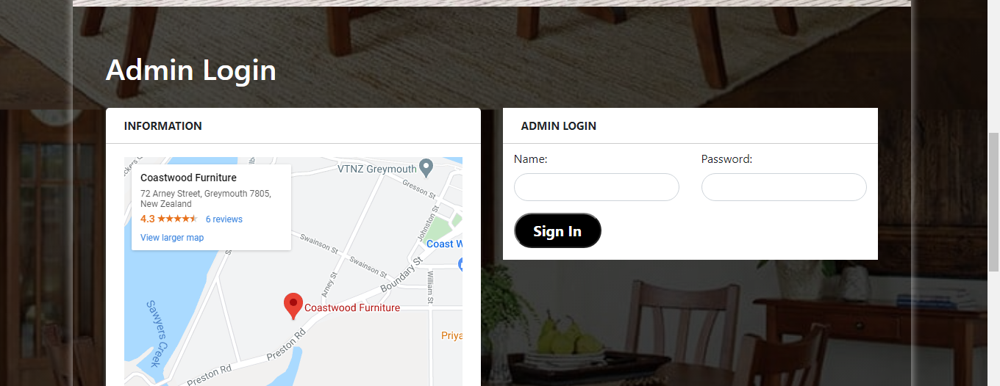 Admin Login
INFORMATION
Coastwood Furniture
72 Arney Street, Greymouth 7805,
New Zealand
4.3
6 reviews
View larger map
VTNZ Greymouth
Gresson St
Johnston St
Coast W
Swainson St
Swainson St
Boundary St
Arney St
William St
Coastwood Furniture
Sawyers Creek
Priya
Preston Rd
Preston Rd
ADMIN LOGIN
Name:
Password:
Sign In